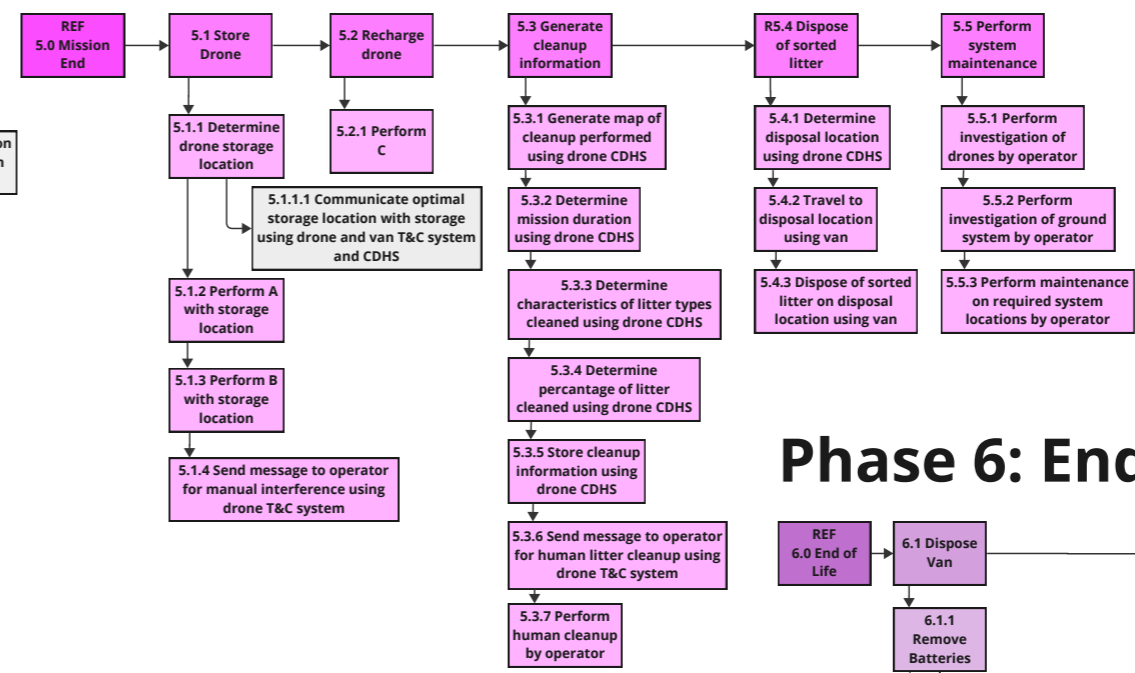 REF
5.0 Mission
End
5.1 Store
Drone
5.2 Recharge
drone
5.3 Generate
cleanup
information
R5.4 Dispose
of sorted
litter
5.5 Perform
system
maintenance
on
n
5.1.1 Determine
drone storage
location
5.1.1.1 Communicate optimal
storage location with storage
using drone and van T&C system
and CDHS
5.1.2 Perform A
with storage
location
5.1.3 Perform B
with storage
location
5.1.4 Send message to operator
for manual interference using
drone T&C system
5.2.1 Perform
C
5.3.1 Generate map of
cleanup performed
using drone CDHS
5.3.2 Determine
mission duration
using drone CDHS
5.3.3 Determine
characteristics of litter types
cleaned using drone CDHS
5.3.4 Determine
percantage of litter
cleaned using drone CDHS
5.3.5 Store cleanup
information using
drone CDHS
5.3.6 Send message to operator
for human litter cleanup using
drone T&C system
5.3.7 Perform
human cleanup
by operator
5.4.1 Determine
disposal location
using drone CDHS
5.4.2 Travel to
disposal location
using van
5.4.3 Dispose of sorted
litter on disposal
location using van
5.5.1 Perform
investigation of
drones by operator
5.5.2 Perform
investigation of ground
system by operator
5.5.3 Perform maintenance
on required system
locations by operator
Phase 6: End
REF
6.0 End of
Life
6.1 Dispose
Van
6.1.1
Remove
Batteries